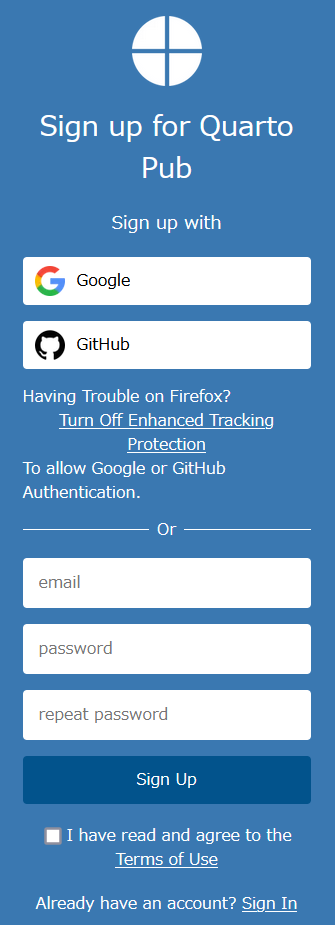 Sign up for Quarto
Pub
Sign up with
Google
GitHub
Having Trouble on Firefox?
Turn Off Enhanced Tracking
Protection
To allow Google or GitHub
Authentication.
Or
email
password
repeat password
Sign Up
I have read and agree to the
Terms of Use
Already have an account? Sign In